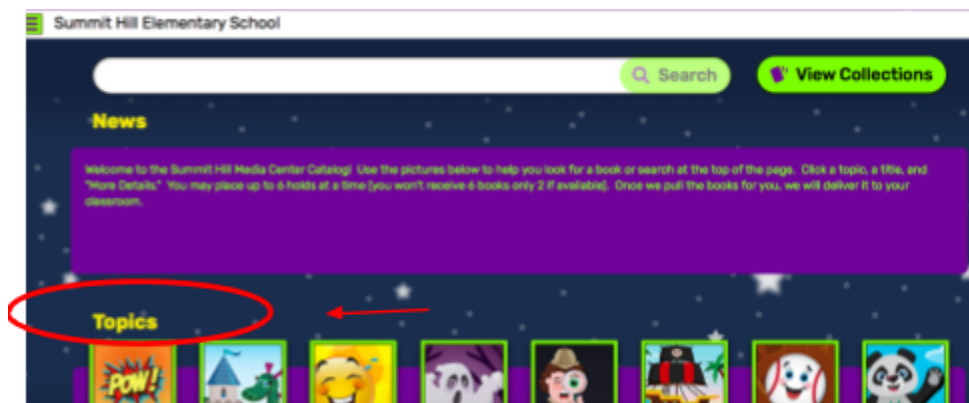 Summit Hill Elementary School
Search
View Collections
News
Welcome to the Summit Hill Media Center Catalog! Use the pictures below to help you look for a book or search at the top of the page. Click a topic, a title, and
"More Details." You may place up to 6 holds at a time (you won't receive 6 books only 2 if available). Once we pull the books for you, we will deliver it to your
classroom.
Topics
POW!